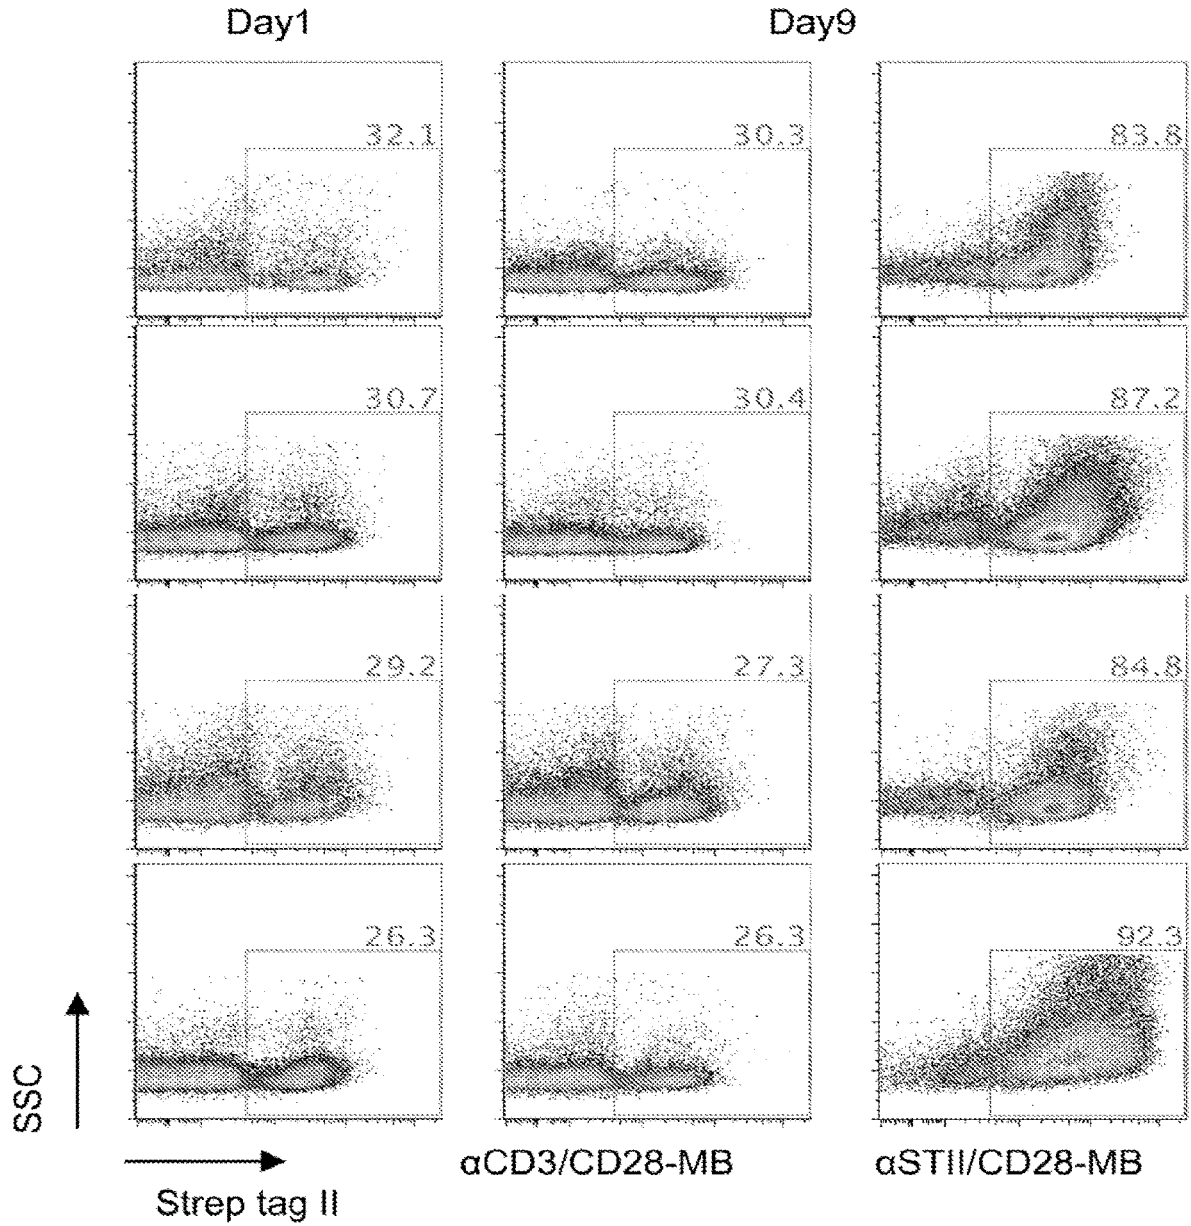 Day1 Day9
32.1 30.3 83.8
30.7 30.4 87.2
29.2 27.3 84.8
26.3 26.3 92.3
SSC
αCD3/CD28-MB αSTII/CD28-MB
Strep tag II